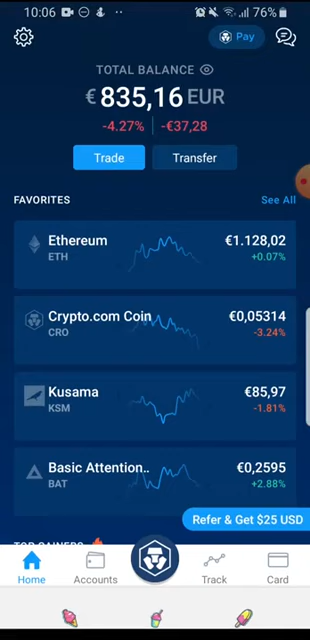 10:06 76%
Pay
TOTAL BALANCE
€ 835,16 EUR
-4.27% -€37,28
Trade Transfer
FAVORITES See All
Ethereum €1.128,02
ETH +0.07%
Crypto.com Coin €0,05314
CRO -3.24%
Kusama €85,97
KSM -1.81%
Basic Attention.. €0,2595
BAT +2.88%
Refer & Get $25 USD
TOP GAINERS
Home Accounts Track Card